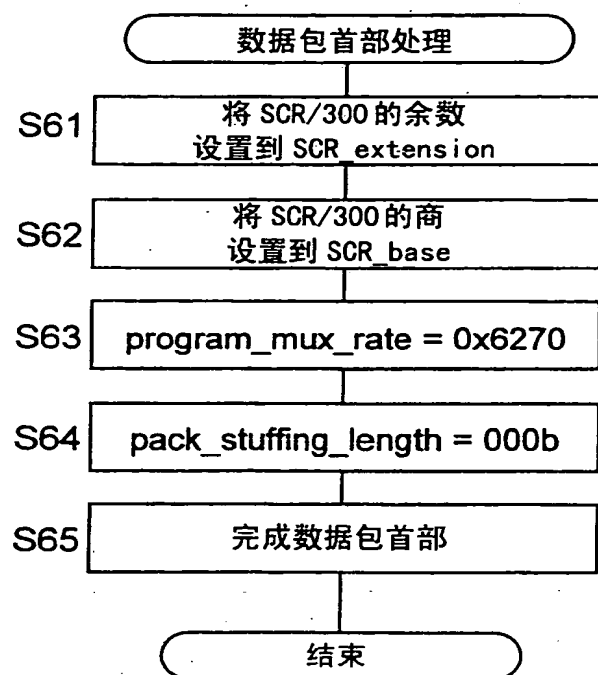 数据包首部处理
S61
将 SCR/300 的余数
设置到 SCR_extension
S62
将 SCR/300 的商
设置到 SCR_base
S63
program_mux_rate = 0x6270
S64
pack_stuffing_length = 000b
S65
完成数据包首部
结束